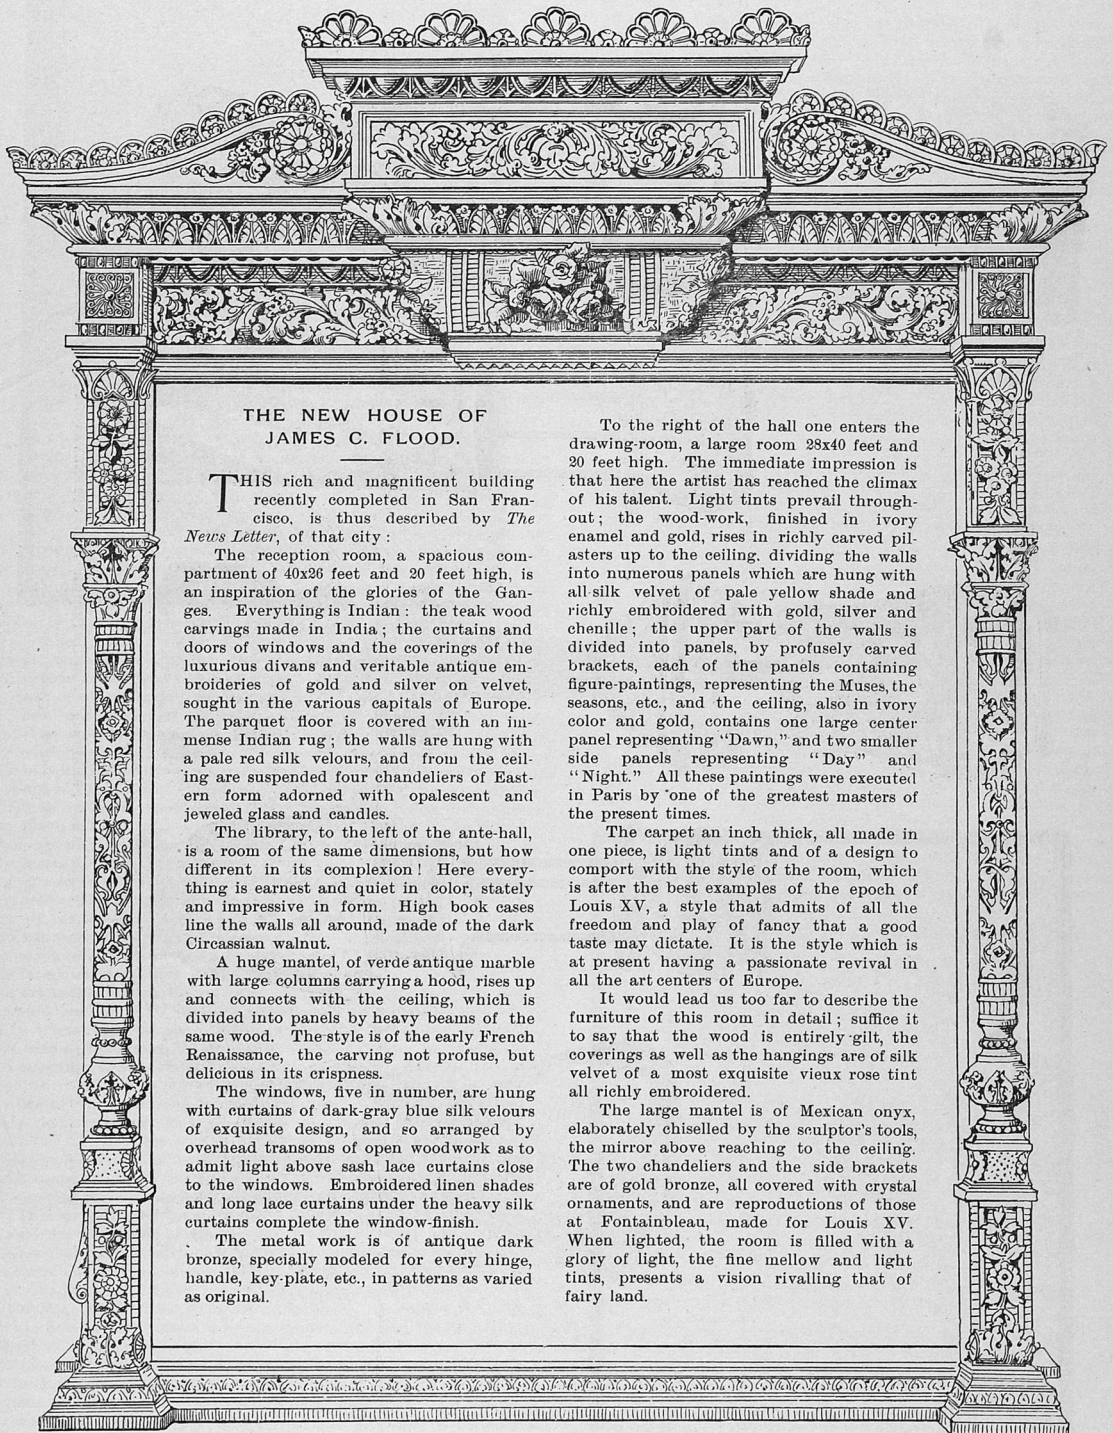 THE NEW HOUSE OF
JAMES C. FLOOD.
THIS rich and magnificent building
recently completed in San Fran-
cisco, is thus described by The
News Letter, of that city :
The reception room, a spacious com-
partment of 40x26 feet and 20 feet high, is
an inspiration of the glories of the Gan-
ges. Everything is Indian : the teak wood
carvings made in India ; the curtains and
doors of windows and the coverings of the
luxurious divans and veritable antique em-
broideries of gold and silver on velvet,
sought in the various capitals of Europe.
The parquet floor is covered with an im-
mense Indian rug ; the walls are hung with
a pale red silk velours, and from the ceil-
ing are suspended four chandeliers of East-
ern form adorned with opalescent and
jeweled glass and candles.
The library, to the left of the ante-hall,
is a room of the same dimensions, but how
different in its complexion ! Here every-
thing is earnest and quiet in color, stately
and impressive in form. High book cases
line the walls all around, made of the dark
Circassian walnut.
A huge mantel, of verde antique marble
with large columns carrying a hood, rises up
and connects with the ceiling, which is
divided into panels by heavy beams of the
same wood. The style is of the early French
Renaissance, the carving not profuse, but
delicious in its crispness.
The windows, five in number, are hung
with curtains of dark-gray blue silk velours
of exquisite design, and so arranged by
overhead transoms of open woodwork as to
admit light above sash lace curtains close
to the windows. Embroidered linen shades
and long lace curtains under the heavy silk
curtains complete the window-finish.
The metal work is of antique dark
bronze, specially modeled for every hinge,
handle, key-plate, etc., in patterns as varied
as original.
To the right of the hall one enters the
drawing-room, a large room 28x40 feet and
20 feet high. The immediate impression is
that here the artist has reached the climax
of his talent. Light tints prevail through-
out ; the wood-work, finished in ivory
enamel and gold, rises in richly carved pil-
asters up to the ceiling. dividing the walls
into numerous panels which are hung with
all silk velvet of pale yellow shade and
richly embroidered with gold, silver and
chenille ; the upper part of the walls is
divided into panels, by profusely carved
brackets, each of the panels containing
figure-paintings, representing the Muses, the
seasons, etc., and the ceiling, also in ivory
color and gold, contains one large center
panel representing "Dawn," and two smaller
side panels representing "Day" and
"Night." All these paintings were executed
in Paris by one of the greatest masters of
the present times.
The carpet an inch thick, all made in
one piece, is light tints and of a design to
comport with the style of the room, which
is after the best examples of the epoch of
Louis XV, a style that admits of all the
freedom and play of fancy that a good
taste may dictate. It is the style which is
at present having a passionate revival in
all the art centers of Europe.
It would lead us too far to describe the
furniture of this room in detail ; suffice it
to say that the wood is entirely gilt, the
coverings as well as the hangings are of silk
velvet of a most exquisite vieux rose tint
all richly embroidered.
The large mantel is of Mexican onyx,
elaborately chiselled by the sculptor's tools,
the mirror above reaching to the ceiling.
The two chandeliers and the side brackets
are of gold bronze, all covered with crystal
ornaments, and are reproductions of those
at Fontainbleau, made for Louis XV.
When lighted, the room is filled with a
glory of light, the fine mellow and light
tints, presents a vision rivalling that of
fairy land.